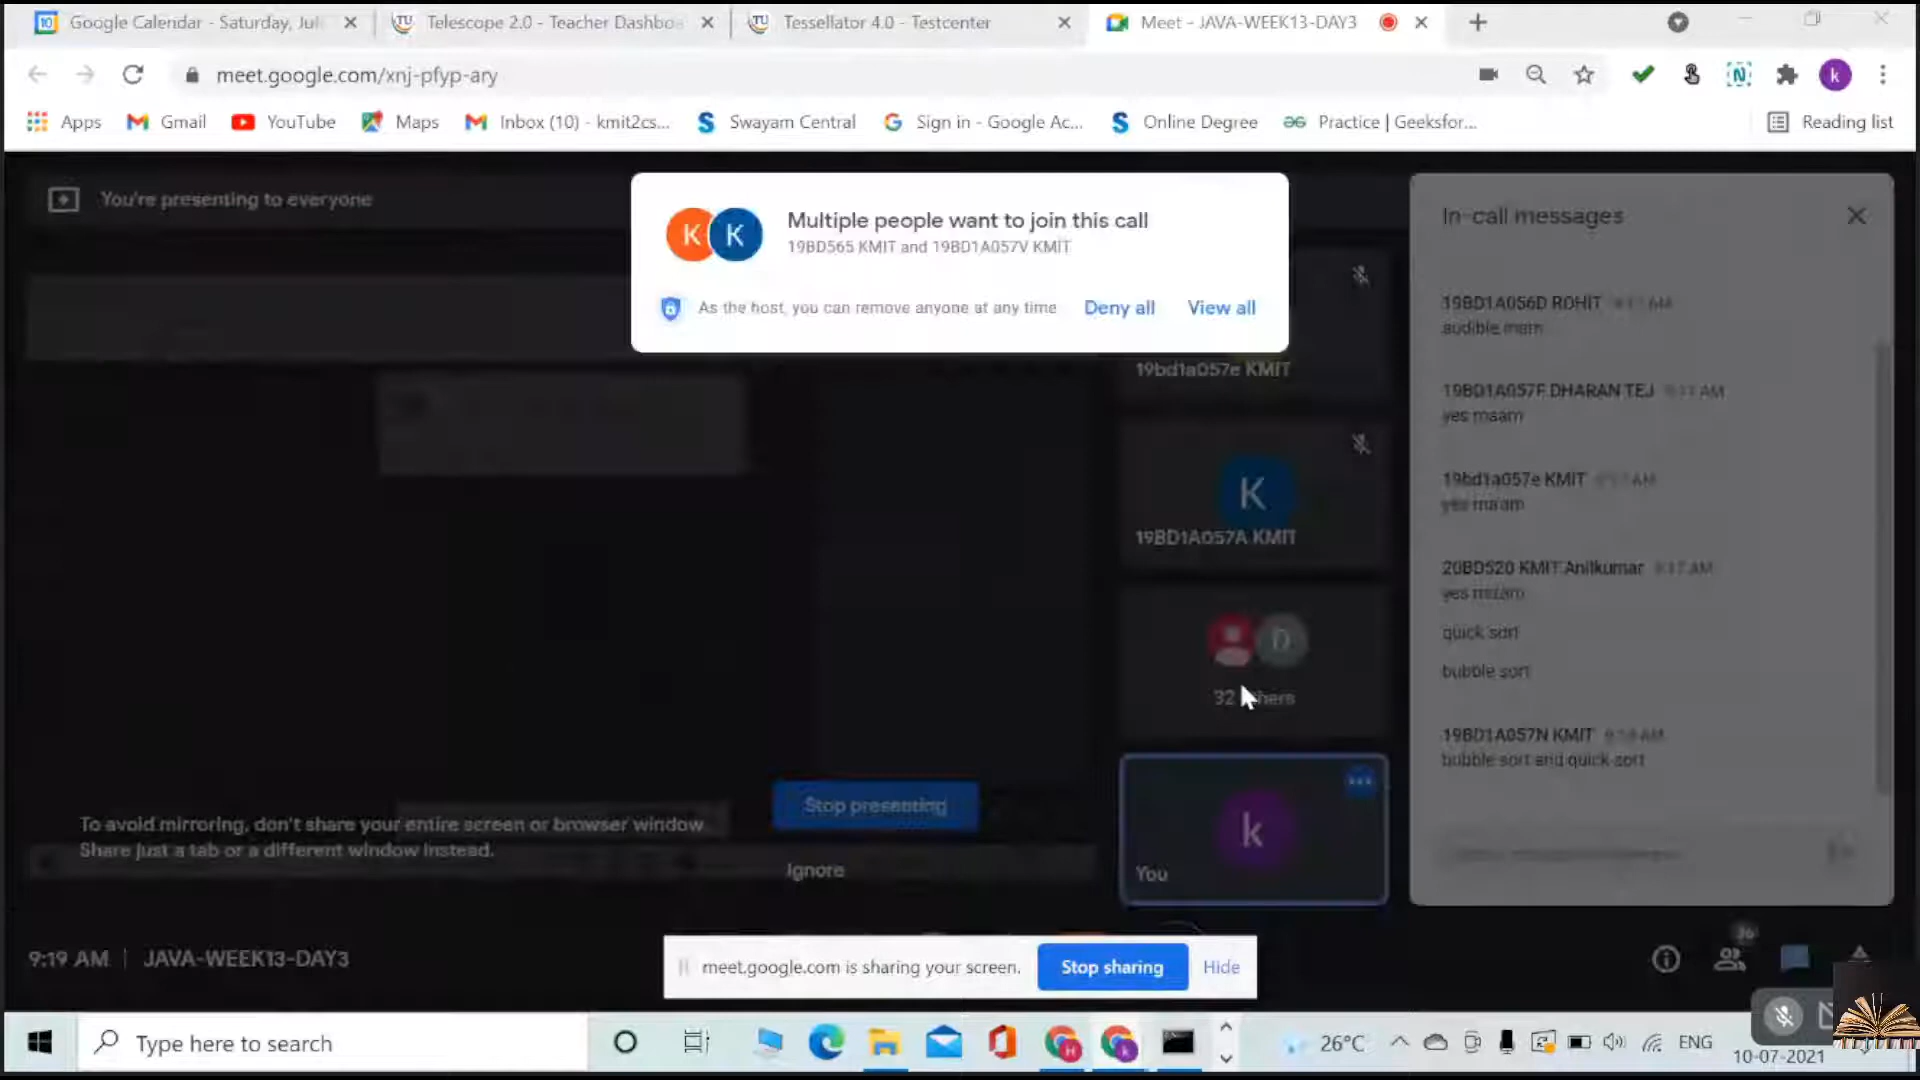 Google Calendar - Saturday, Jul
Telescope 2.0 - Teacher Dashbo
Tessellator 4.0 - Testcenter
Meet - JAVA-WEEK13-DAY3
meet.google.com/xnj-pfyp-ary
k
Apps
Gmail
YouTube
Maps
Inbox (10) - kmit2cs...
Swayam Central
Sign in - Google Ac...
Online Degree
Practice | Geeksfor...
Reading list
You're presenting to everyone
K K
Multiple people want to join this call
19BD565 KMIT and 19BD1A057V KMIT
As the host, you can remove anyone at any time
Deny all
View all
19bd1a057e KMIT
K
19BD1A057A KMIT
D
32
k
You
In-call messages
19BD1A056D ROHIT
audible mam
19BD1A057F DHARAN TEJ
yes maam
19bd1a057e KMIT
yes maam
20BD520 KMIT Anilkumar 9:17 AM
yes mam
quick sort
bubble sort
19BD1A057N KMIT
bubble sort and quick sort
Stop presenting
To avoid mirroring, don't share your entire screen or browser window.
Share just a tab or a different window instead.
Ignore
9:19 AM | JAVA-WEEK13-DAY3
meet.google.com is sharing your screen.
Stop sharing
Hide
36
Type here to search
26°C
ENG
10-07-2021